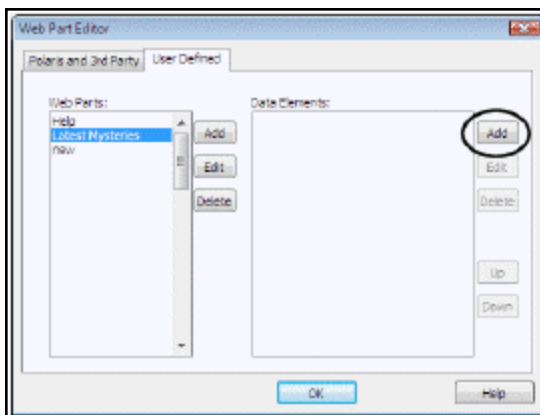 Web Part Editor
Polaris and 3rd Party
User Defined
Web Parts:
Data Elements:
Help
Latest Mysteries
new
Add
Edit
Delete
Add
Edit
Delete
Up
Down
OK
Help